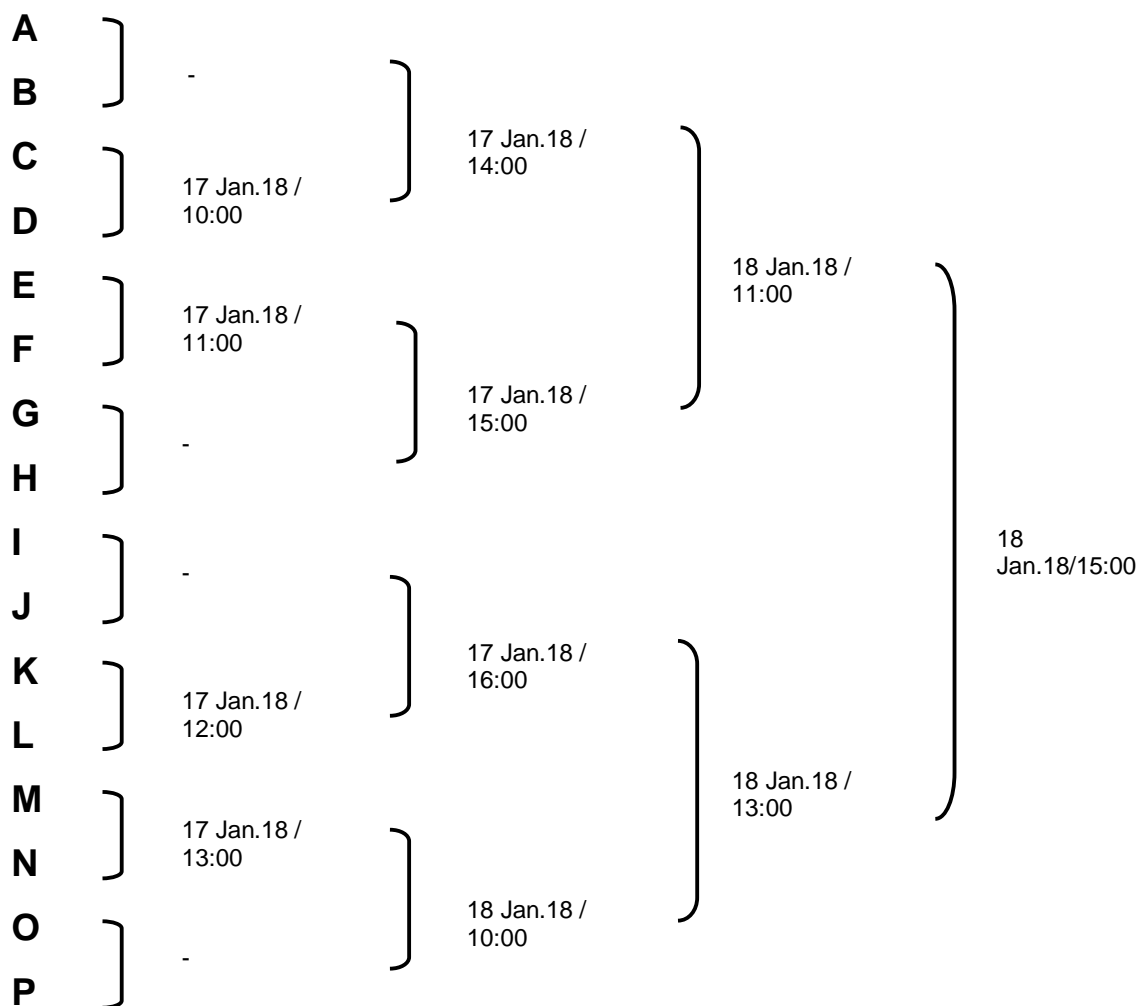 A
B
-
C
D
17 Jan.18 /
10:00
17 Jan.18 /
14:00
E
F
17 Jan.18 /
11:00
G
H
-
17 Jan.18 /
15:00
18 Jan.18 /
11:00
I
J
-
K
L
17 Jan.18 /
12:00
17 Jan.18 /
16:00
M
N
17 Jan.18 /
13:00
O
P
-
18 Jan.18 /
10:00
18 Jan.18 /
13:00
18
Jan.18/15:00